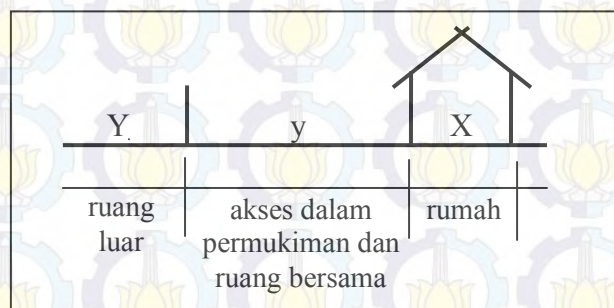 Y.
y
X
ruang
luar
akses dalam
permukiman dan
ruang bersama
rumah